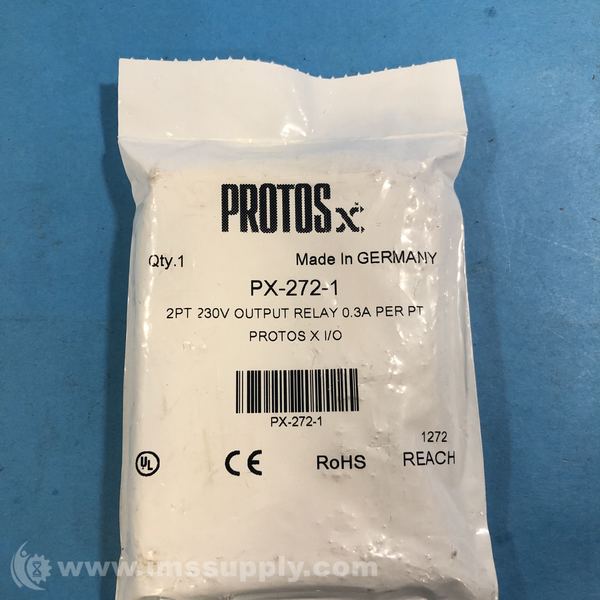 PROTOS X
Qty.1 Made In GERMANY
PX-272-1
2PT 230V OUTPUT RELAY 0.3A PER PT
PROTOS X I/O
PX-272-1
1272
UL CE RoHS REACH
www.imssupply.com